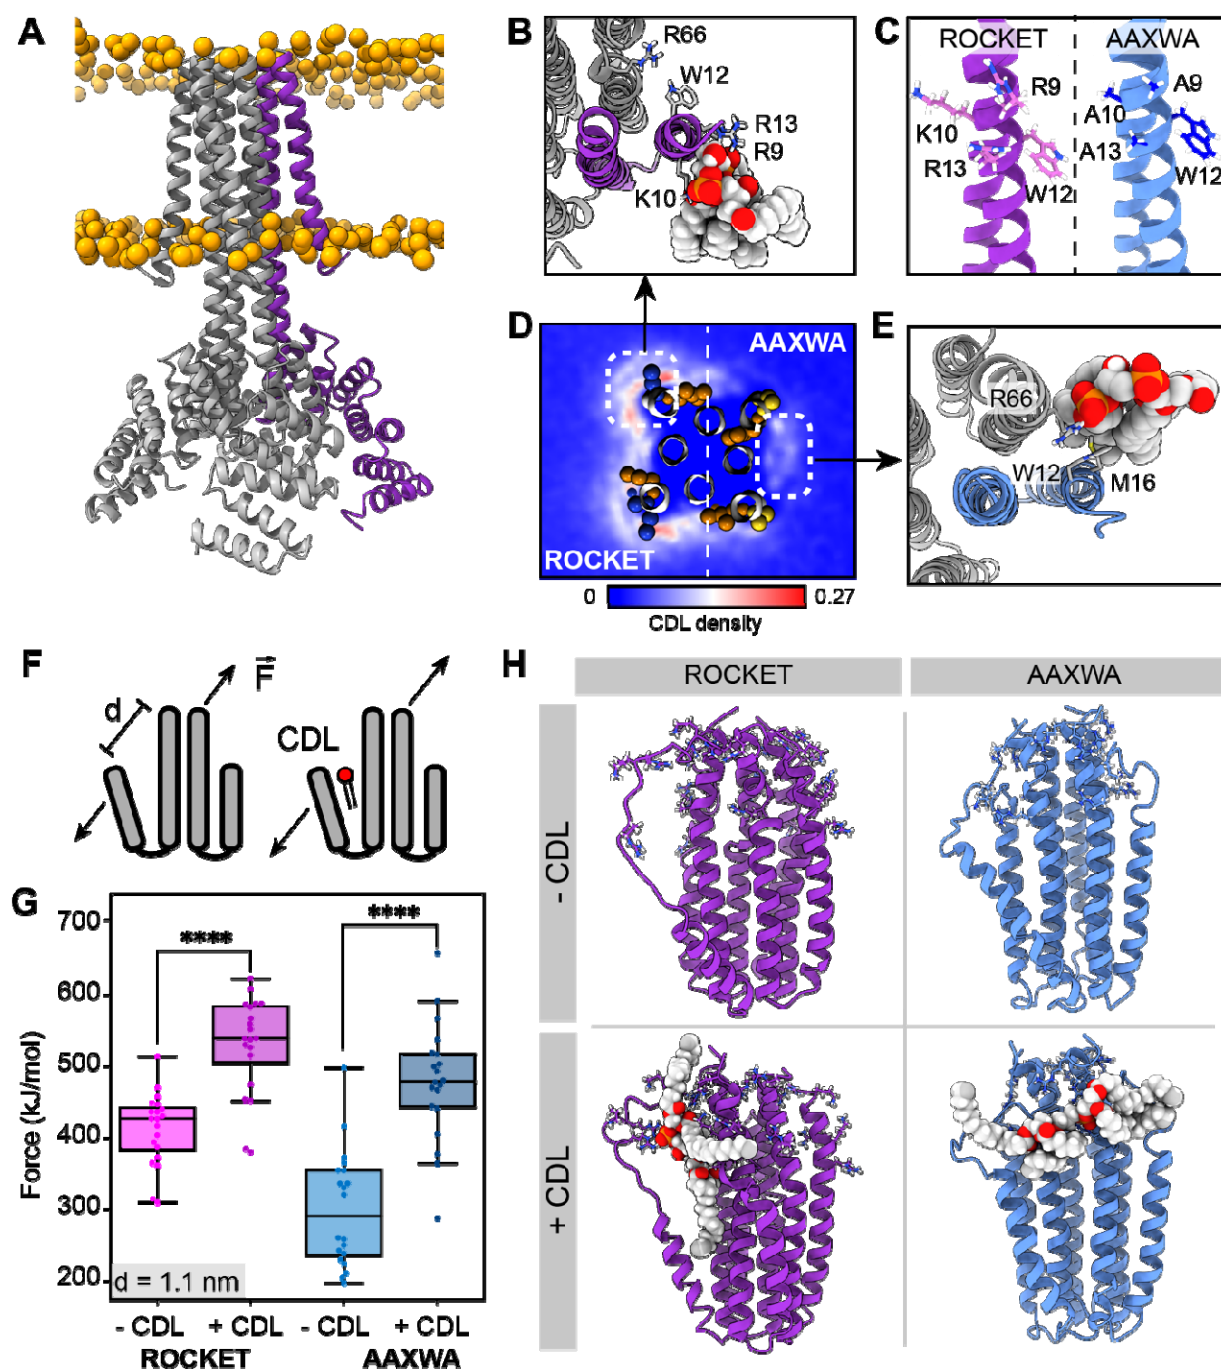 A
B
R66
W12
R13
R9
K10
C
ROCKET
AAXWA
R9
K10
R13
W12
A9
A10
A13
W12
D
AAXWA
ROCKET
0
0.27
CDL density
E
R66
W12
M16
F
d
F
CDL
G
Force (kJ/mol)
700
600
500
400
300
200
****
****
d = 1.1 nm
- CDL
+ CDL
- CDL
+ CDL
ROCKET
AAXWA
H
ROCKET
AAXWA
- CDL
+ CDL